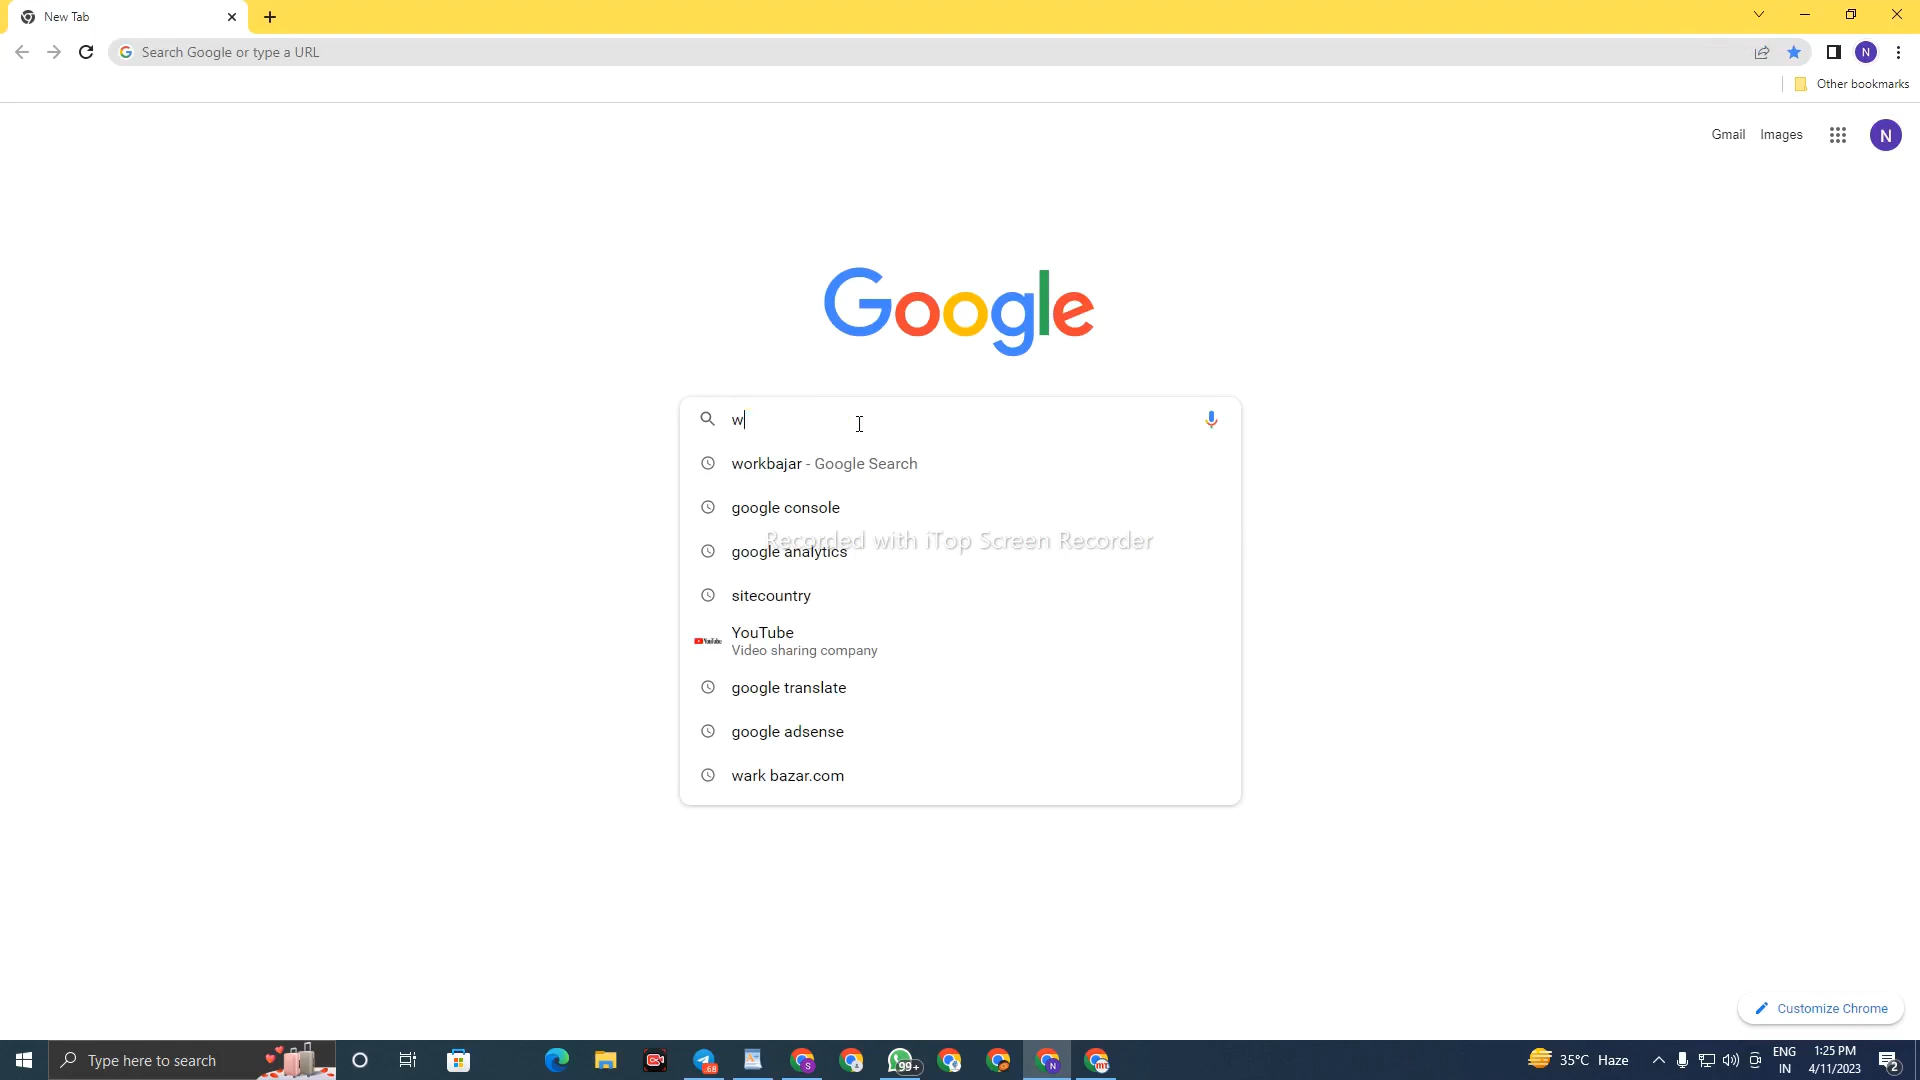 New Tab
Search Google or type a URL
Other bookmarks
Gmail Images
N
N
Google
w
workbajar - Google Search
google console
Recorded with iTop Screen Recorder
google analytics
sitecountry
YouTube
Video sharing company
google translate
google adsense
wark bazar.com
Customize Chrome
Type here to search
99+
35°C Haze
ENG
IN
1:25 PM
4/11/2023
2